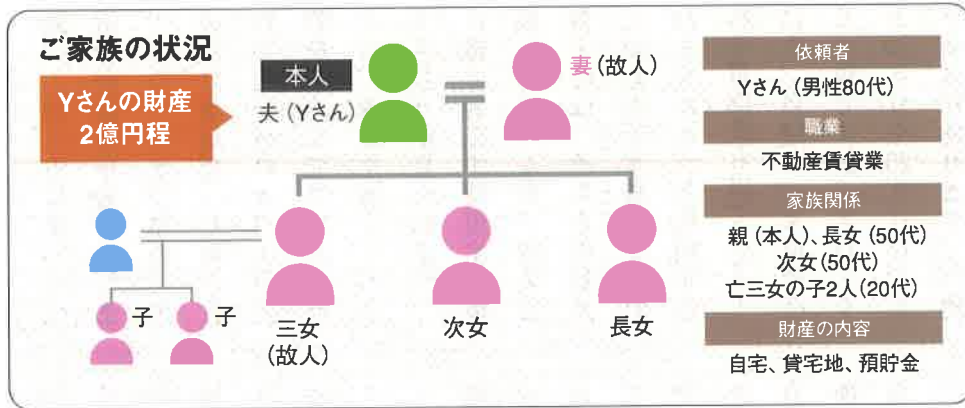 ご家族の状況
Yさんの財産
2億円程
本人
夫（Yさん）
妻（故人）
子
子
三女
（故人）
次女
長女
依頼者
Yさん（男性80代）
職業
不動産賃貸業
家族関係
親（本人）、長女（50代）
次女（50代）
亡三女の子2人（20代）
財産の内容
自宅、貸宅地、預貯金